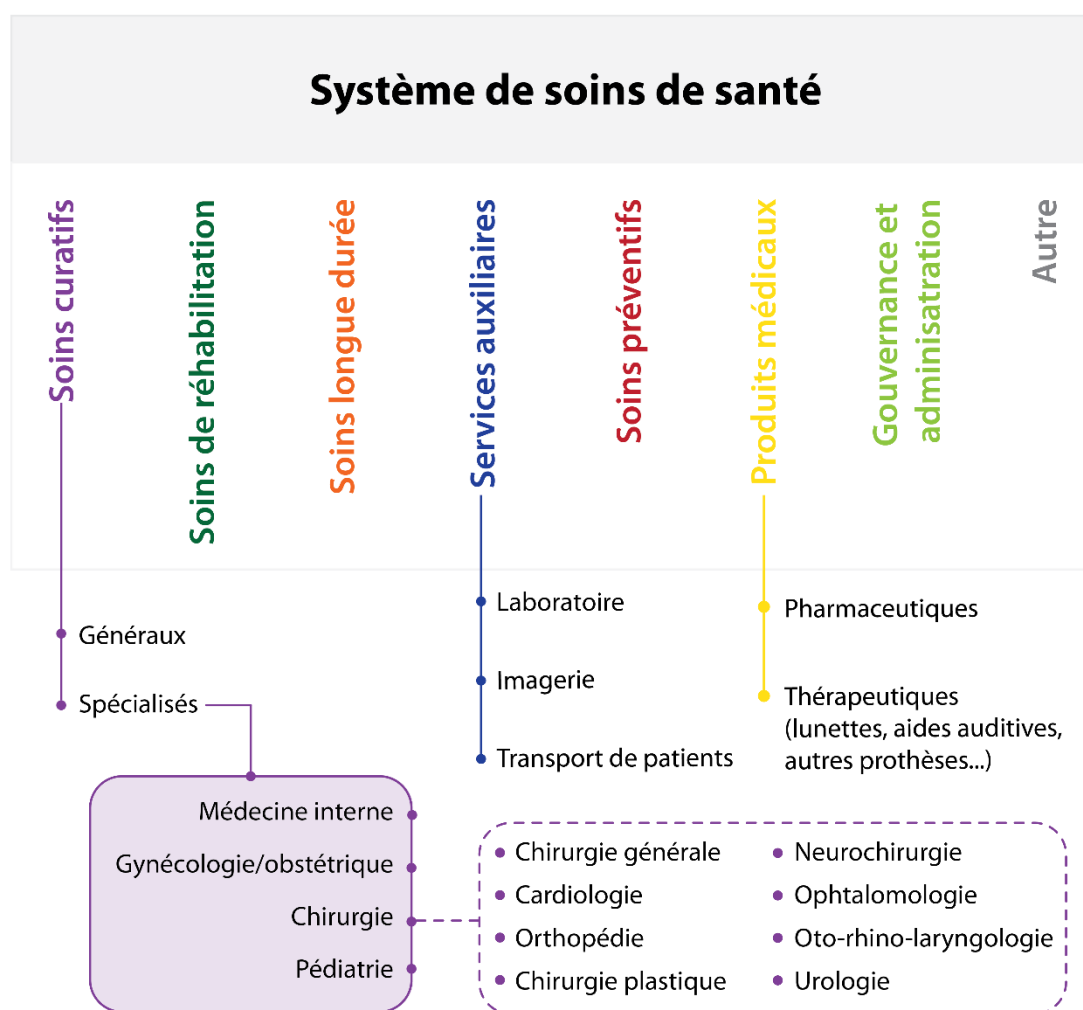 Système de soins de santé
Soins curatifs
Soins de réhabilitation
Soins longue durée
Services auxiliaires
Soins préventifs
Produits médicaux
Gouvernance et
adminisatration
Autre
Généraux
Spécialisés
Médecine interne
Gynécologie/obstétrique
Chirurgie
Pédiatrie
Chirurgie générale
Cardiologie
Orthopédie
Chirurgie plastique
Neurochirurgie
Ophtalomologie
Oto-rhino-laryngologie
Urologie
Laboratoire
Imagerie
Transport de patients
Pharmaceutiques
Thérapeutiques
(lunettes, aides auditives,
autres prothèses...)